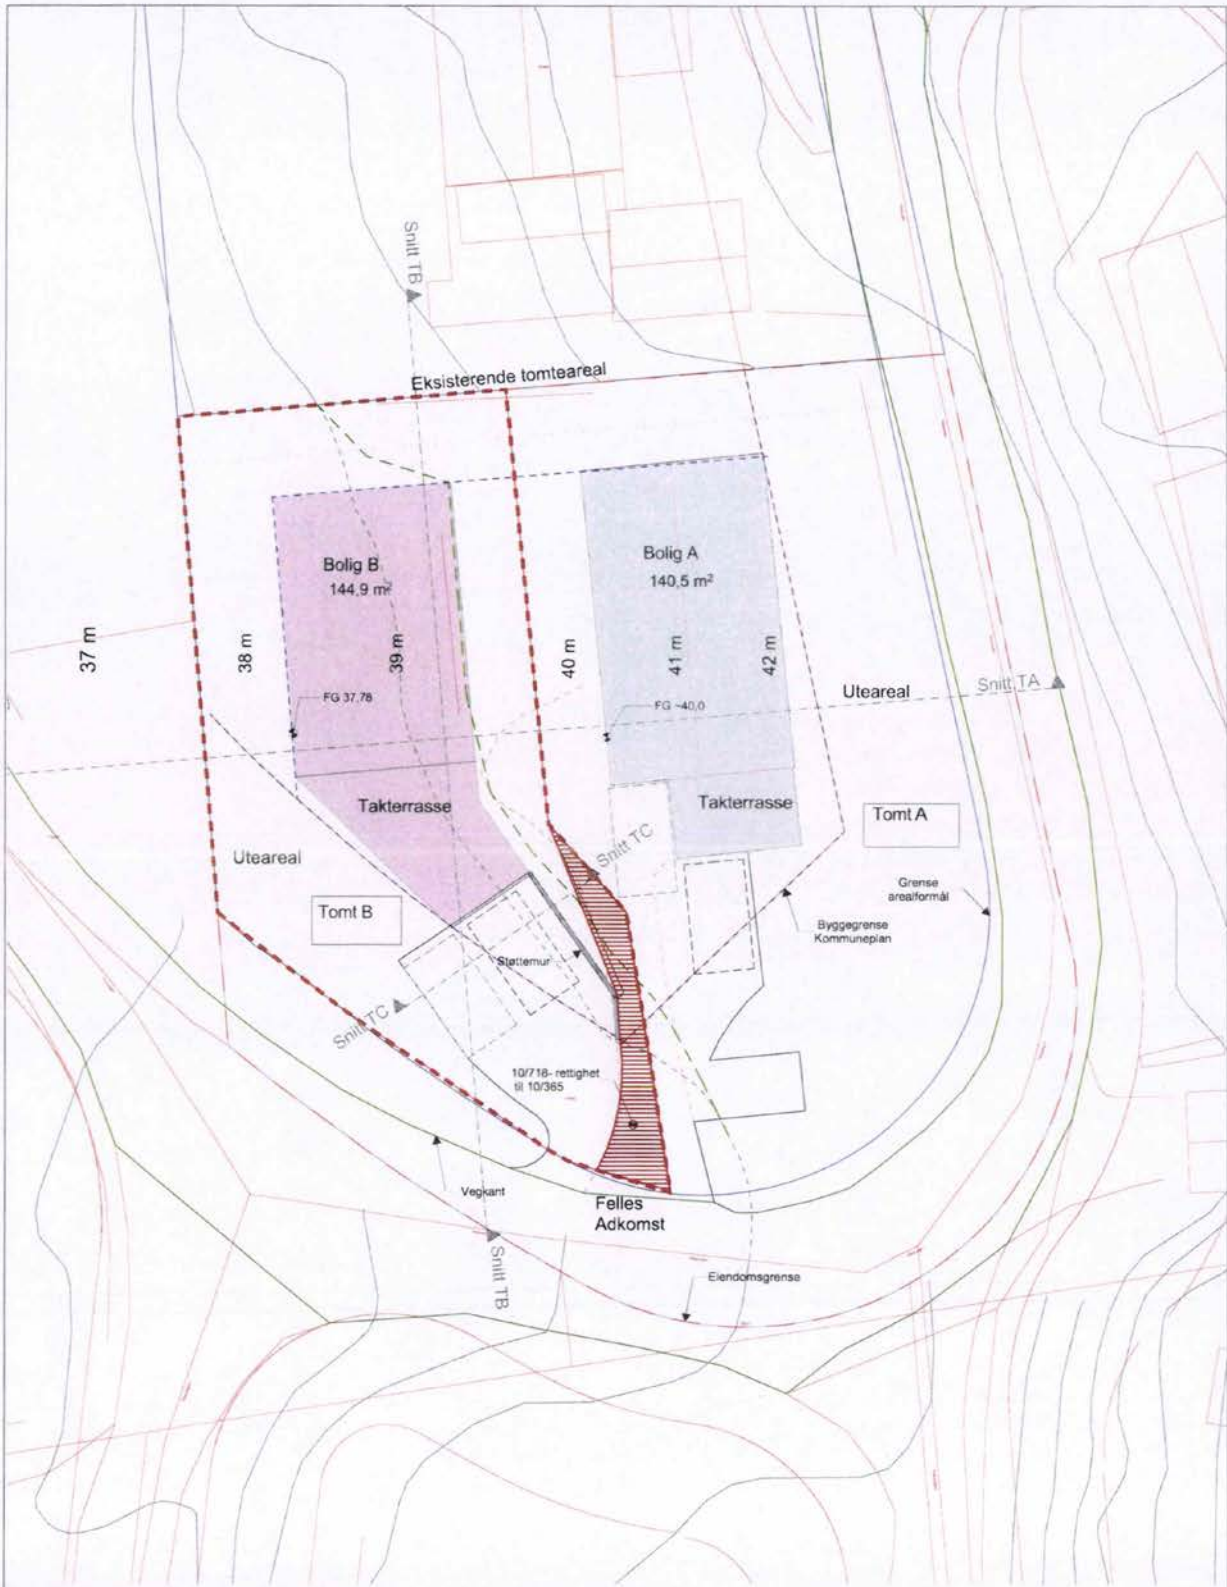 Snitt TB
Eksisterende tomteareal
Bolig B
144,9 m²
Bolig A
140,5 m²
37 m
38 m
39 m
40 m
41 m
42 m
FG 37,78
FG ~40,0
Uteareal
Snitt TA
Takterrasse
Takterrasse
Tomt A
Snitt TC
Uteareal
Grense
arealformål
Tomt B
Byggegrense
Kommuneplan
Støttemur
Snitt TC
10/718- rettighet
til 10/365
Vegkant
Felles
Adkomst
Snitt TB
Eiendomsgrense